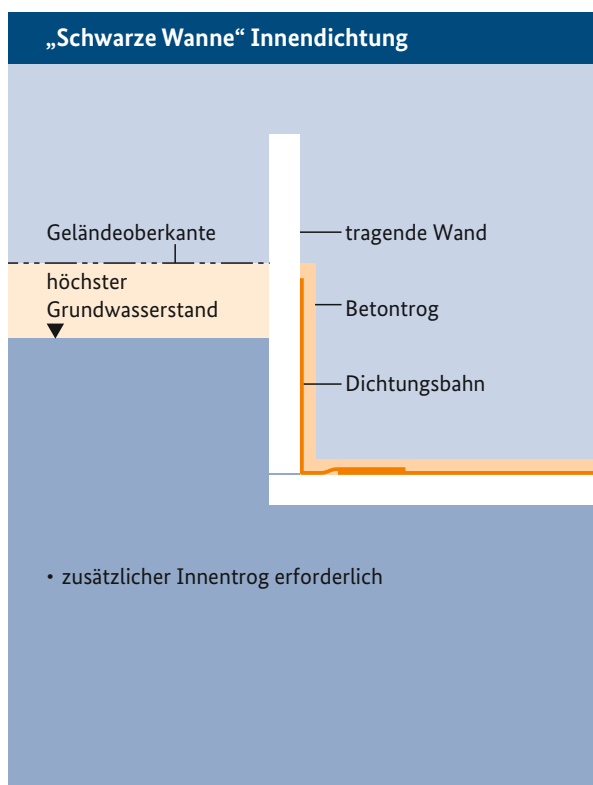 „Schwarze Wanne“ Innendichtung
Geländeoberkante
tragende Wand
höchster
Grundwasserstand
Betontrog
Dichtungsbahn
• zusätzlicher Innentrog erforderlich